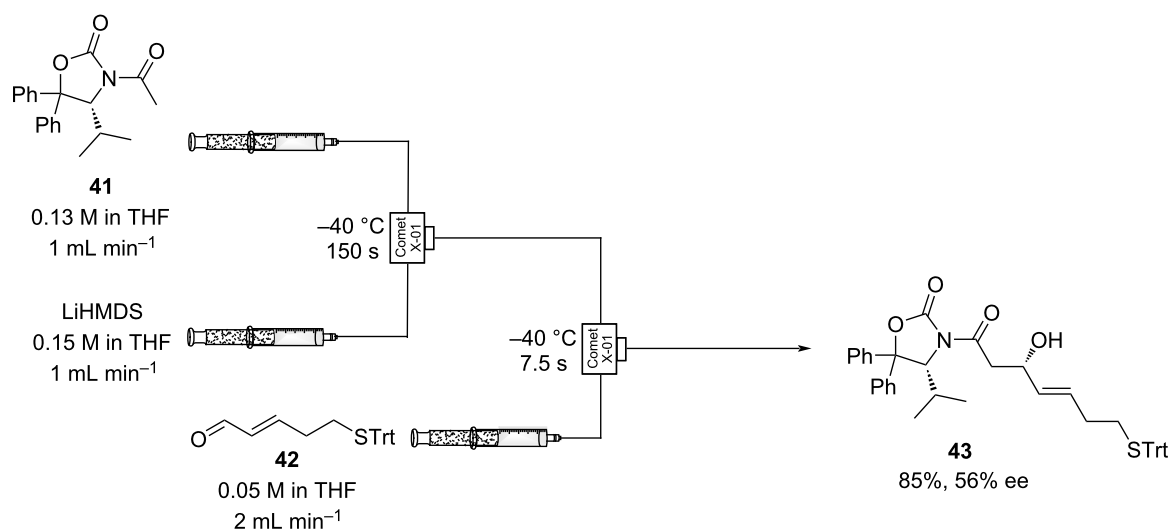 O
O
O
N
Ph
Ph
41
0.13 M in THF
1 mL min⁻¹
–40 °C
150 s
Comet
X-01
LiHMDS
0.15 M in THF
1 mL min⁻¹
–40 °C
7.5 s
Comet
X-01
O
STrt
42
0.05 M in THF
2 mL min⁻¹
O
O
OH
O
N
Ph
Ph
STrt
43
85%, 56% ee